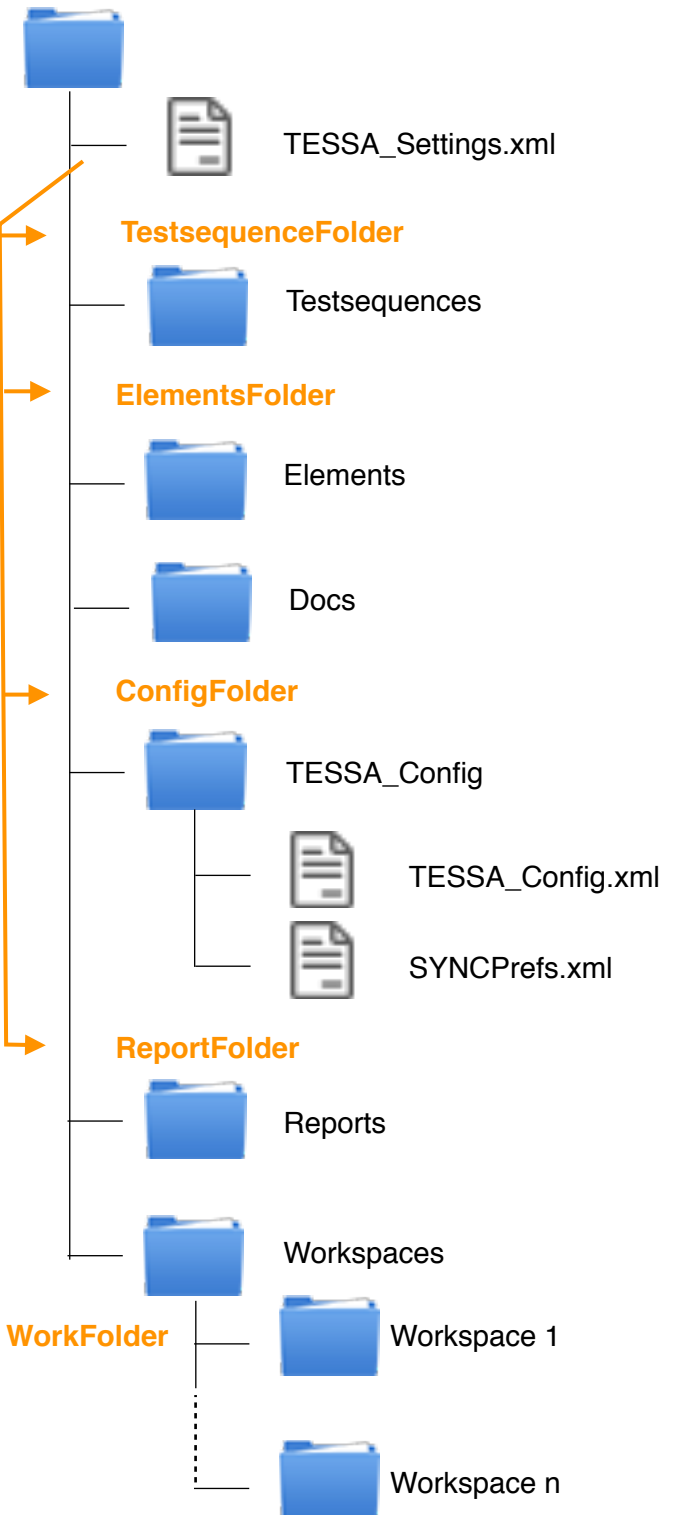 TESSA_Settings.xml
TestsequenceFolder
Testsequences
ElementsFolder
Elements
Docs
ConfigFolder
TESSA_Config
TESSA_Config.xml
SYNCPrefs.xml
ReportFolder
Reports
Workspaces
WorkFolder
Workspace 1
Workspace n